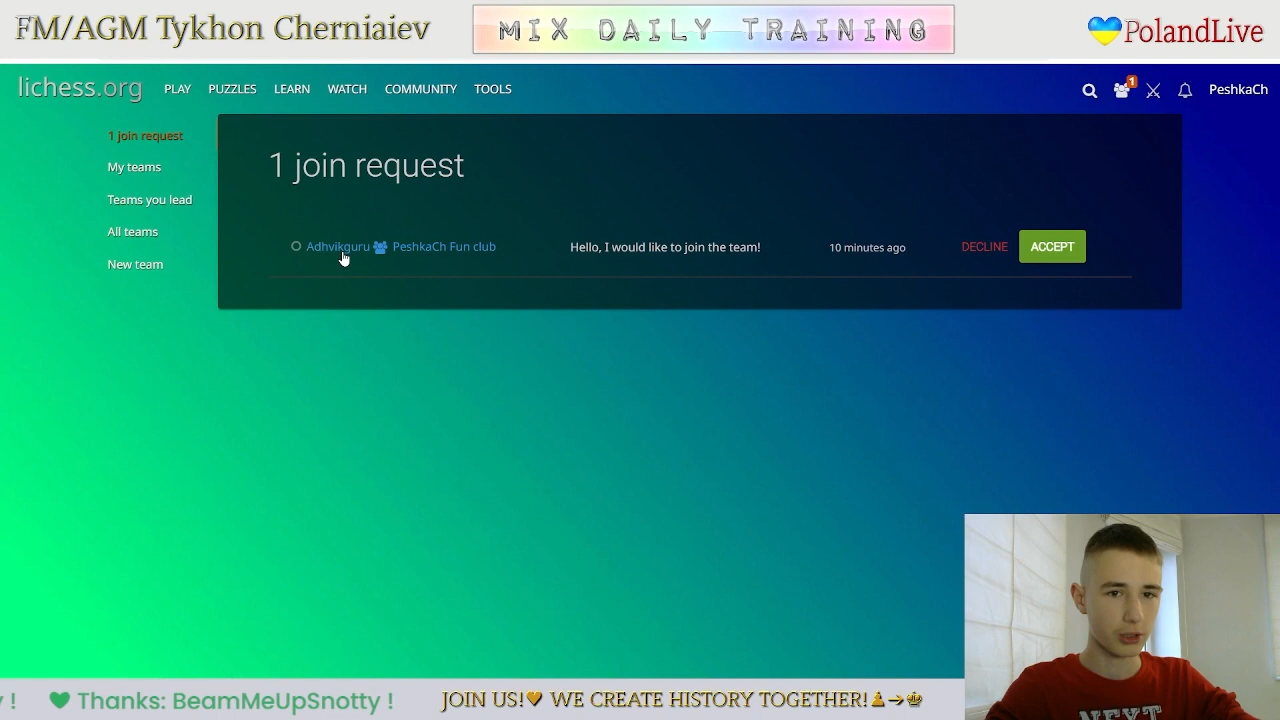 FM/AGM Tykhon Cherniaiev
MIX DAILY TRAINING
PolandLive
lichess.org
PLAY
PUZZLES
LEARN
WATCH
COMMUNITY
TOOLS
1
PeshkaCh
1 join request
My teams
Teams you lead
All teams
New team
1 join request
Adhvikguru PeshkaCh Fun club
Hello, I would like to join the team!
10 minutes ago
DECLINE
ACCEPT
y !
Thanks: BeamMeUpSnotty !
JOIN US!🧡 WE CREATE HISTORY TOGETHER!♟→♚
NEXT